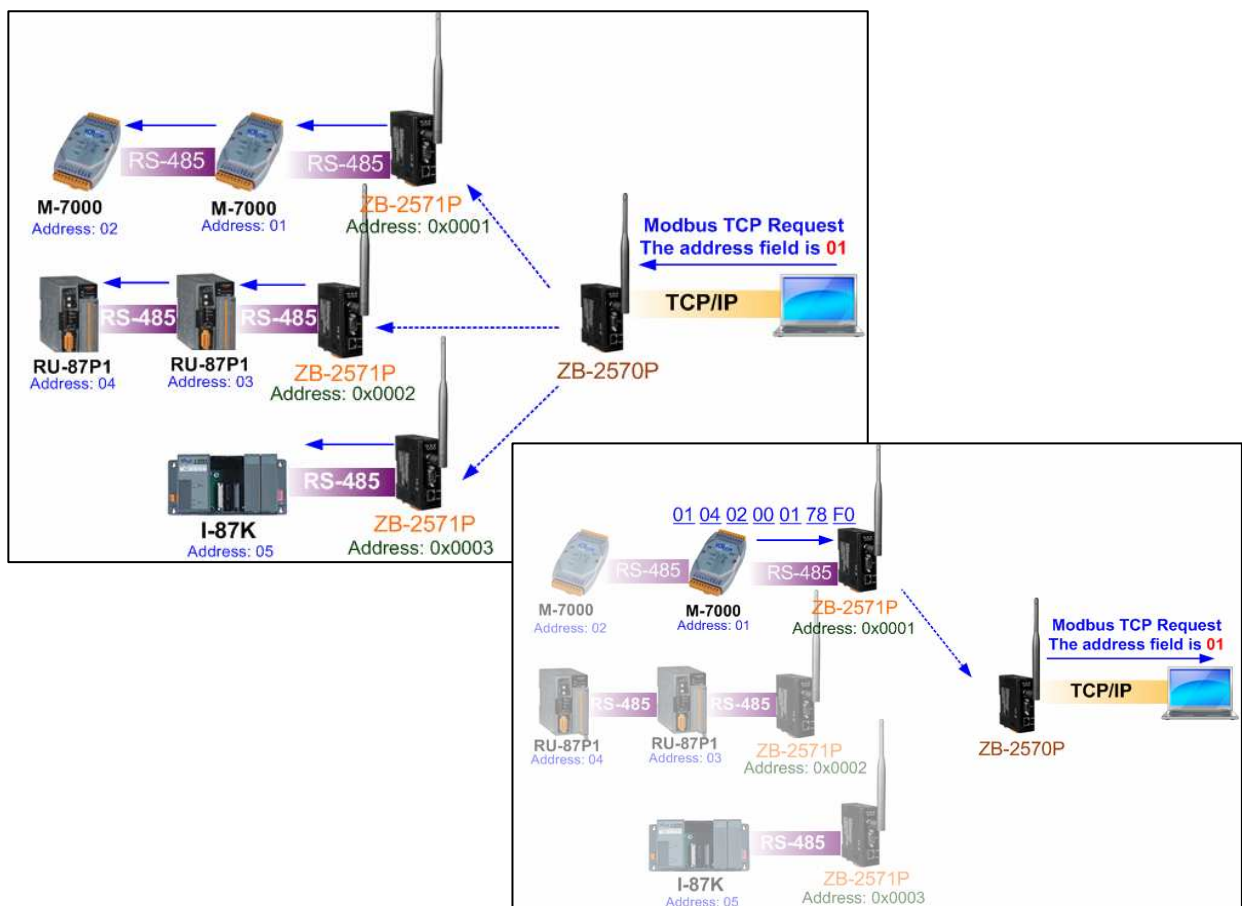 RS-485
RS-485
M-7000
Address: 02
M-7000
Address: 01
ZB-2571P
Address: 0x0001
Modbus TCP Request
The address field is 01
RS-485
RS-485
TCP/IP
RU-87P1
Address: 04
RU-87P1
Address: 03
ZB-2571P
Address: 0x0002
ZB-2570P
RS-485
I-87K
Address: 05
ZB-2571P
Address: 0x0003
01 04 02 00 01 78 F0
RS-485
RS-485
M-7000
Address: 02
M-7000
Address: 01
ZB-2571P
Address: 0x0001
Modbus TCP Request
The address field is 01
RS-485
RS-485
TCP/IP
RU-87P1
Address: 04
RU-87P1
Address: 03
ZB-2571P
Address: 0x0002
ZB-2570P
RS-485
I-87K
Address: 05
ZB-2571P
Address: 0x0003